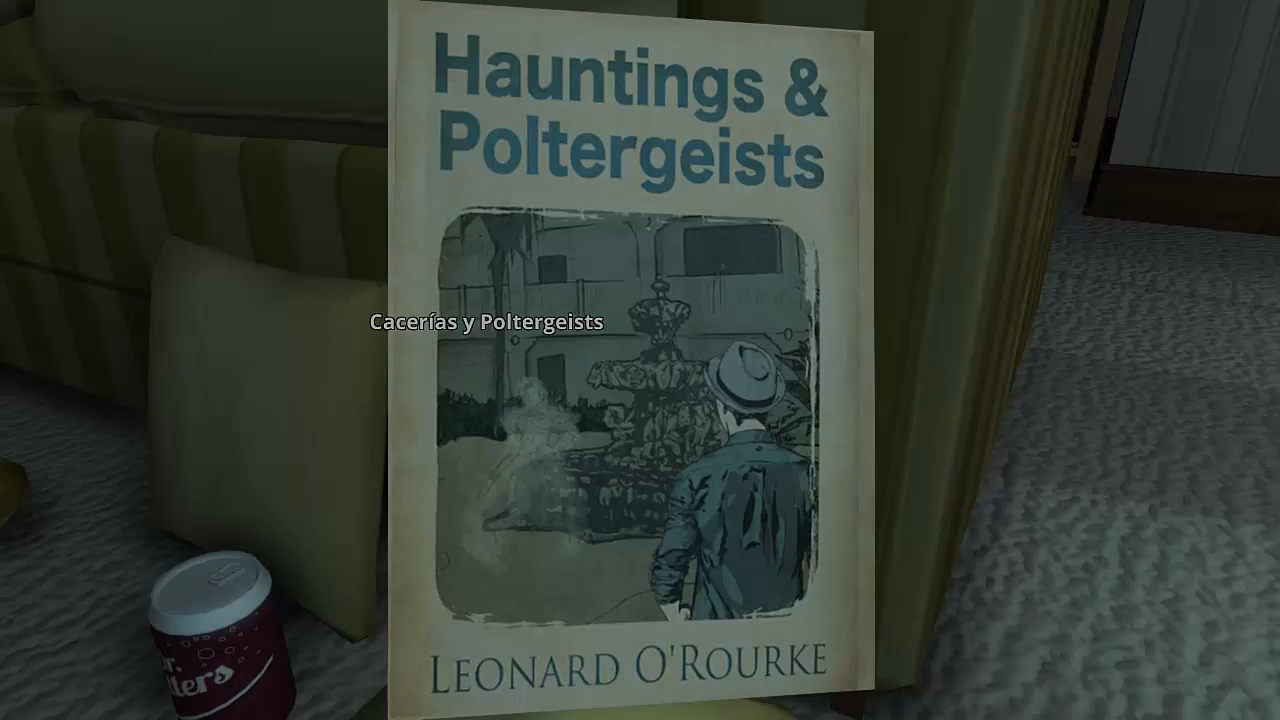 Hauntings &
Poltergeists
Cacerías y Poltergeists
LEONARD O'ROURKE